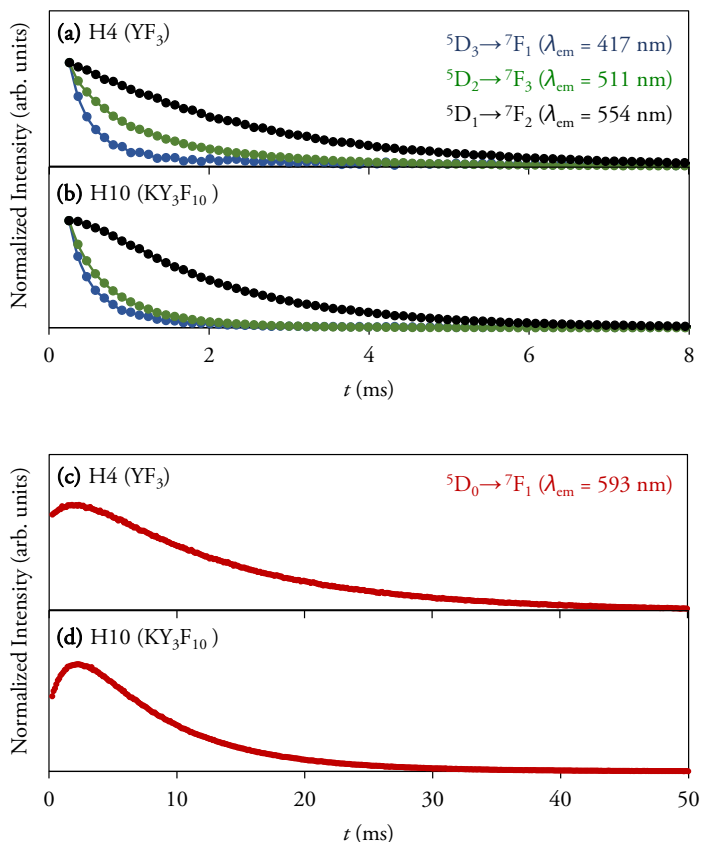 (a) H4 (YF₃)
⁵D₃→⁷F₁ (λₑₘ = 417 nm)
⁵D₂→⁷F₃ (λₑₘ = 511 nm)
⁵D₁→⁷F₂ (λₑₘ = 554 nm)
(b) H10 (KY₃F₁₀)
Normalized Intensity (arb. units)
0 2 4 6 8
t (ms)
(c) H4 (YF₃)
⁵D₀→⁷F₁ (λₑₘ = 593 nm)
(d) H10 (KY₃F₁₀ )
Normalized Intensity (arb. units)
0 10 20 30 40 50
t (ms)